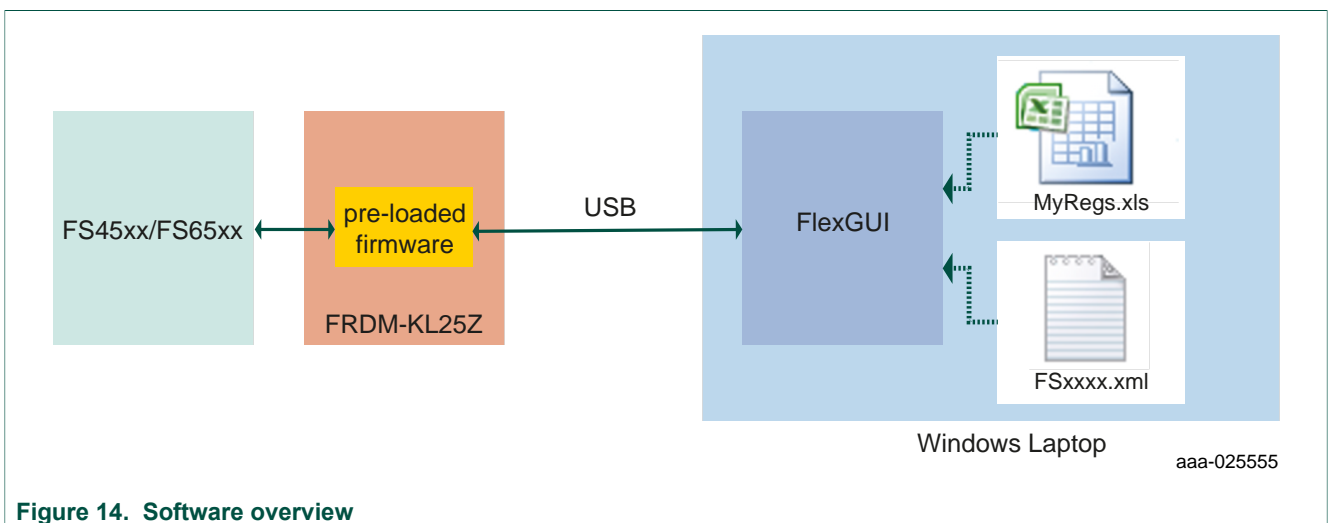 FS45xx/FS65xx
pre-loaded
firmware
FRDM-KL25Z
USB
FlexGUI
MyRegs.xls
FSxxxx.xml
Windows Laptop
aaa-025555
Figure 14. Software overview